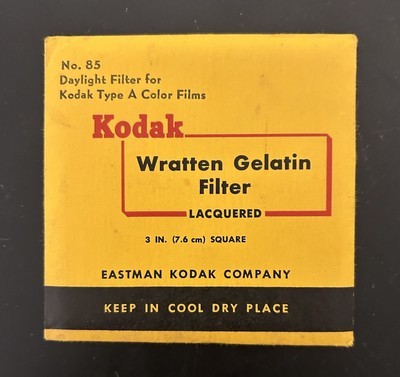 No. 85
Daylight Filter for
Kodak Type A Color Films
Kodak
Wratten Gelatin
Filter
LACQUERED
3 IN. (7.6 cm) SQUARE
EASTMAN KODAK COMPANY
KEEP IN COOL DRY PLACE